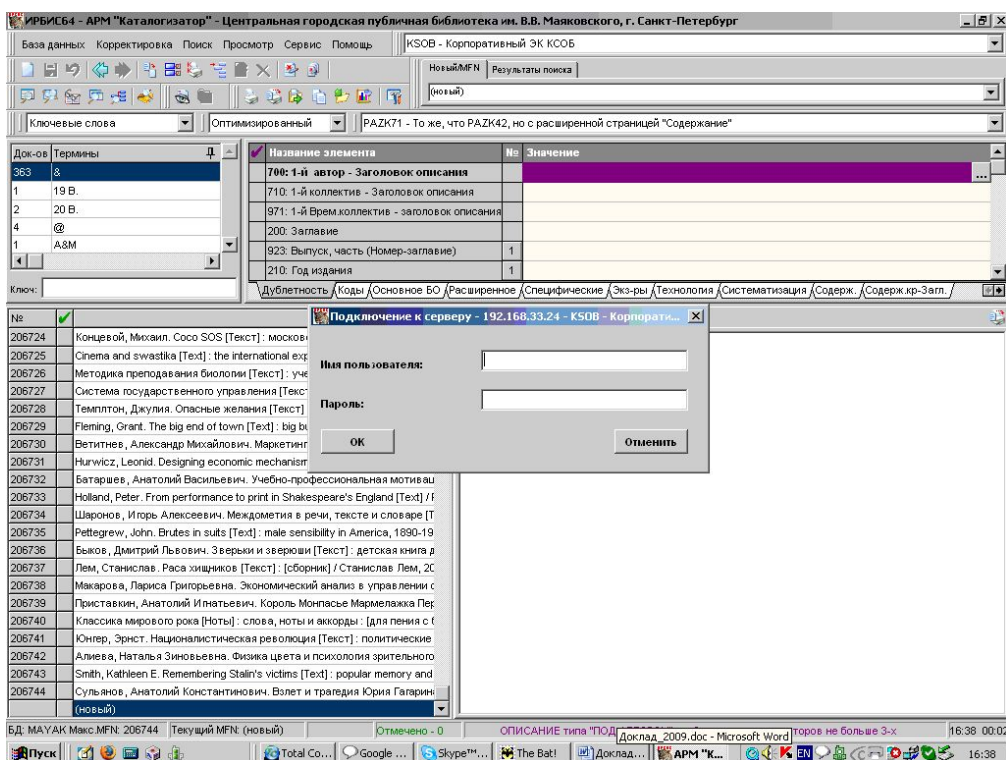 ИРБИС64 - АРМ "Каталогизатор" - Центральная городская публичная библиотека им. В.В. Маяковского, г. Санкт-Петербург
База данных Корректировка Поиск Просмотр Сервис Помощь
KSOB - Корпоративный ЭК КСОБ
Новый/MFN Результаты поиска
(новый)
Ключевые слова Оптимизированный PAZK71 - То же, что PAZK42, но с расширенной страницей "Содержание"
Док-ов Термины
363 &
1 19 В.
2 20 В.
4 @
1 A&M
Ключ:
Название элемента № Значение
700: 1-й автор - Заголовок описания
710: 1-й коллектив - Заголовок описания
971: 1-й Врем.коллектив - заголовок описания
200: Заглавие
923: Выпуск, часть (Номер-заглавие) 1
210: Год издания 1
Дублетность Коды Основное БО Расширенное Специфические Экз-ры Технология Систематизация Содерж. Содерж.кр-Загл.
Подключение к серверу - 192.168.33.24 - KSOB - Корпорати...
Имя пользователя:
Пароль:
ОК Отменить
№
206724 Концевой, Михаил. Coco SOS [Текст] : москов
206725 Cinema and swastika [Text] : the international exp
206726 Методика преподавания биологии [Текст] : уче
206727 Система государственного управления [Текс
206728 Темплтон, Джулия. Опасные желания [Текст]
206729 Fleming, Grant. The big end of town [Text] : big bu
206730 Ветитнев, Александр Михайлович. Маркетинг
206731 Hurwicz, Leonid. Designing economic mechanism
206732 Батаршев, Анатолий Васильевич. Учебно-профессиональная мотивац
206733 Holland, Peter. From performance to print in Shakespeare's England [Text] /
206734 Шаронов, Игорь Алексеевич. Междометия в речи, тексте и словаре [Т
206735 Pettegrew, John. Brutes in suits [Text] : male sensibility in America, 1890-19
206736 Быков, Дмитрий Львович. Зверьки и зверюши [Текст] : детская книга д
206737 Лем, Станислав. Раса хищников [Текст] : [сборник] / Станислав Лем, 20
206738 Макарова, Лариса Григорьевна. Экономический анализ в управлении
206739 Приставкин, Анатолий Игнатьевич. Король Монпасье Мармелажка Пер
206740 Классика мирового рока [Ноты] : слова, ноты и аккорды : [для пения с
206741 Юнгер, Эрнст. Националистическая революция [Текст] : политические
206742 Алиева, Наталья Зиновьевна. Физика цвета и психология зрительного
206743 Smith, Kathleen E. Remembering Stalin's victims [Text] : popular memory and
206744 Сульянов, Анатолий Константинович. Взлет и трагедия Юрия Гагарин
(новый)
БД: MAYAK Макс.MFN: 206744 Текущий MFN: (новый) Отмечено - 0 ОПИСАНИЕ типа "ПОД торов не больше 3-х 16:38 00:02
Доклад_2009.doc - Microsoft Word
Пуск Total Co... Google ... Skype™... The Bat! Доклад... АРМ "К... EN 16:38